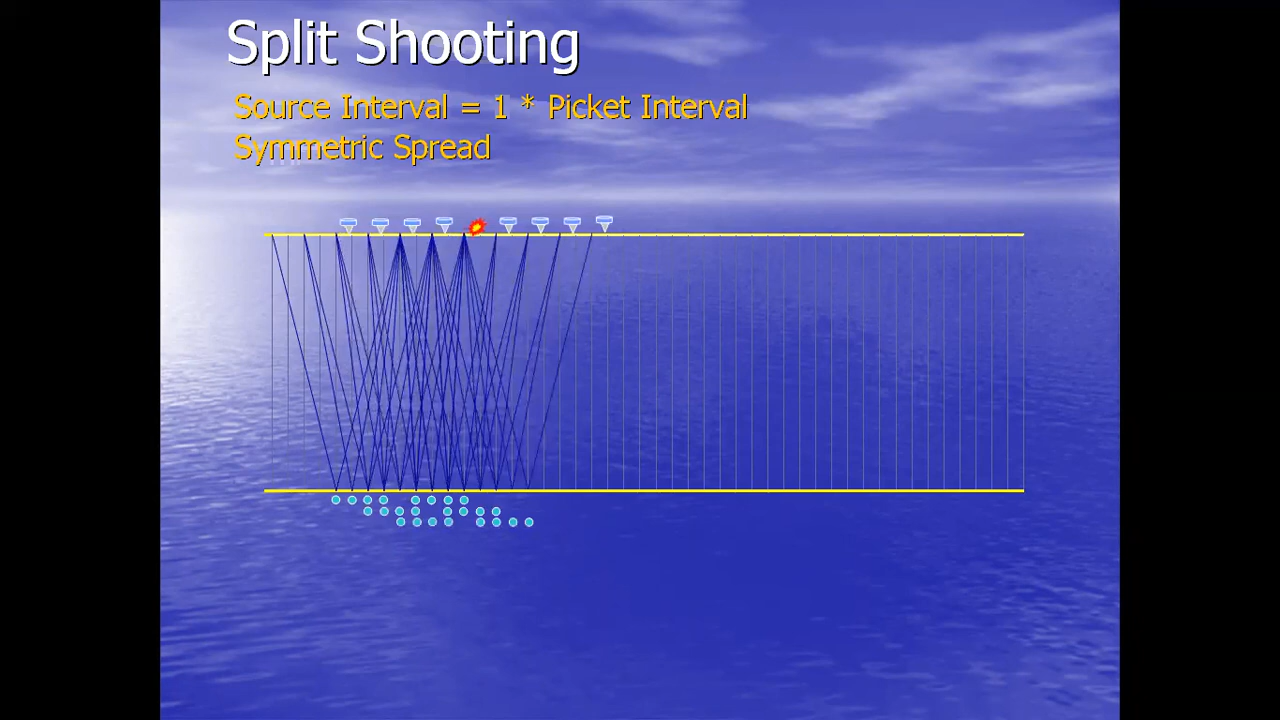 Split Shooting
Source Interval = 1 * Picket Interval
Symmetric Spread